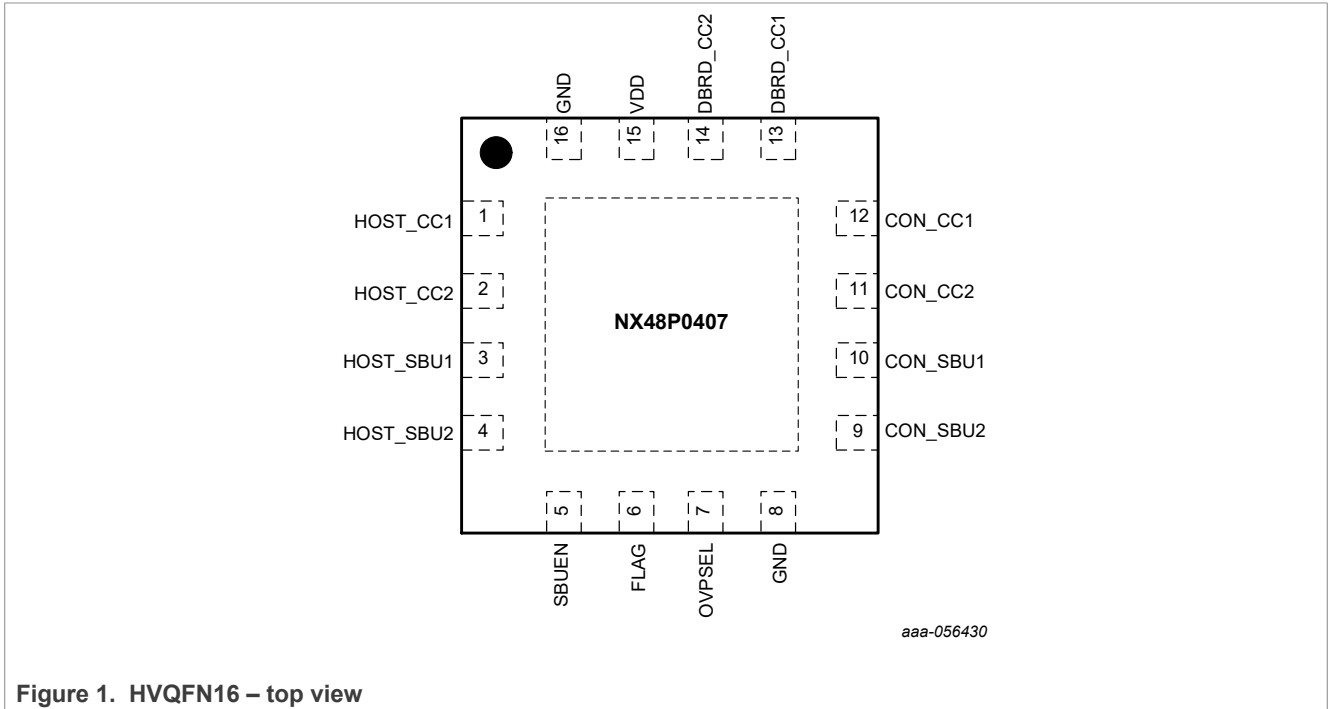 GND
VDD
DBRD_CC2
DBRD_CC1
16
15
14
13
HOST_CC1 1
12 CON_CC1
HOST_CC2 2
11 CON_CC2
NX48P0407
HOST_SBU1 3
10 CON_SBU1
HOST_SBU2 4
9 CON_SBU2
5
6
7
8
SBUEN
FLAG
OVPSEL
GND
aaa-056430
Figure 1. HVQFN16 – top view